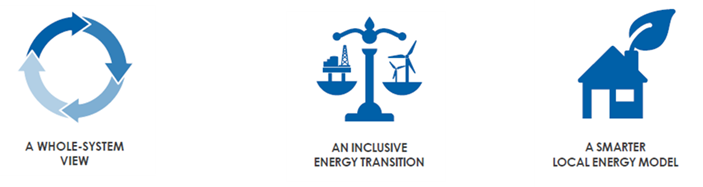 A WHOLE-SYSTEM
VIEW
AN INCLUSIVE
ENERGY TRANSITION
A SMARTER
LOCAL ENERGY MODEL